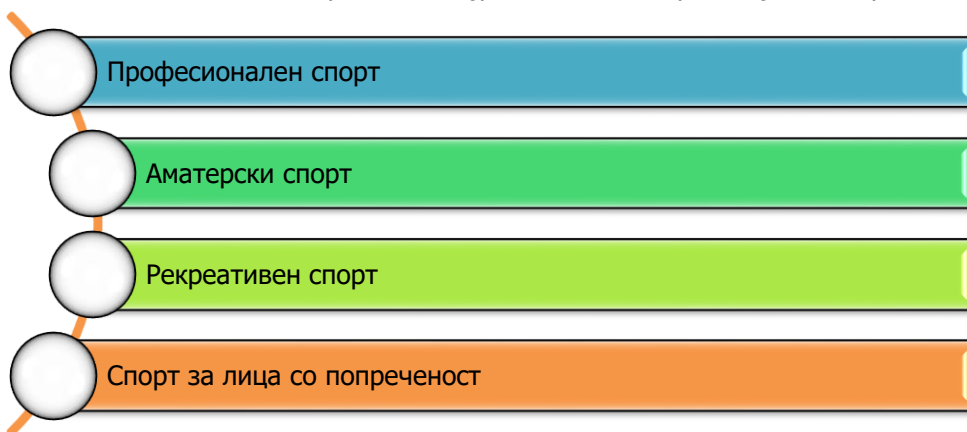 Професионален спорт
Аматерски спорт
Рекреативен спорт
Спорт за лица со попреченост